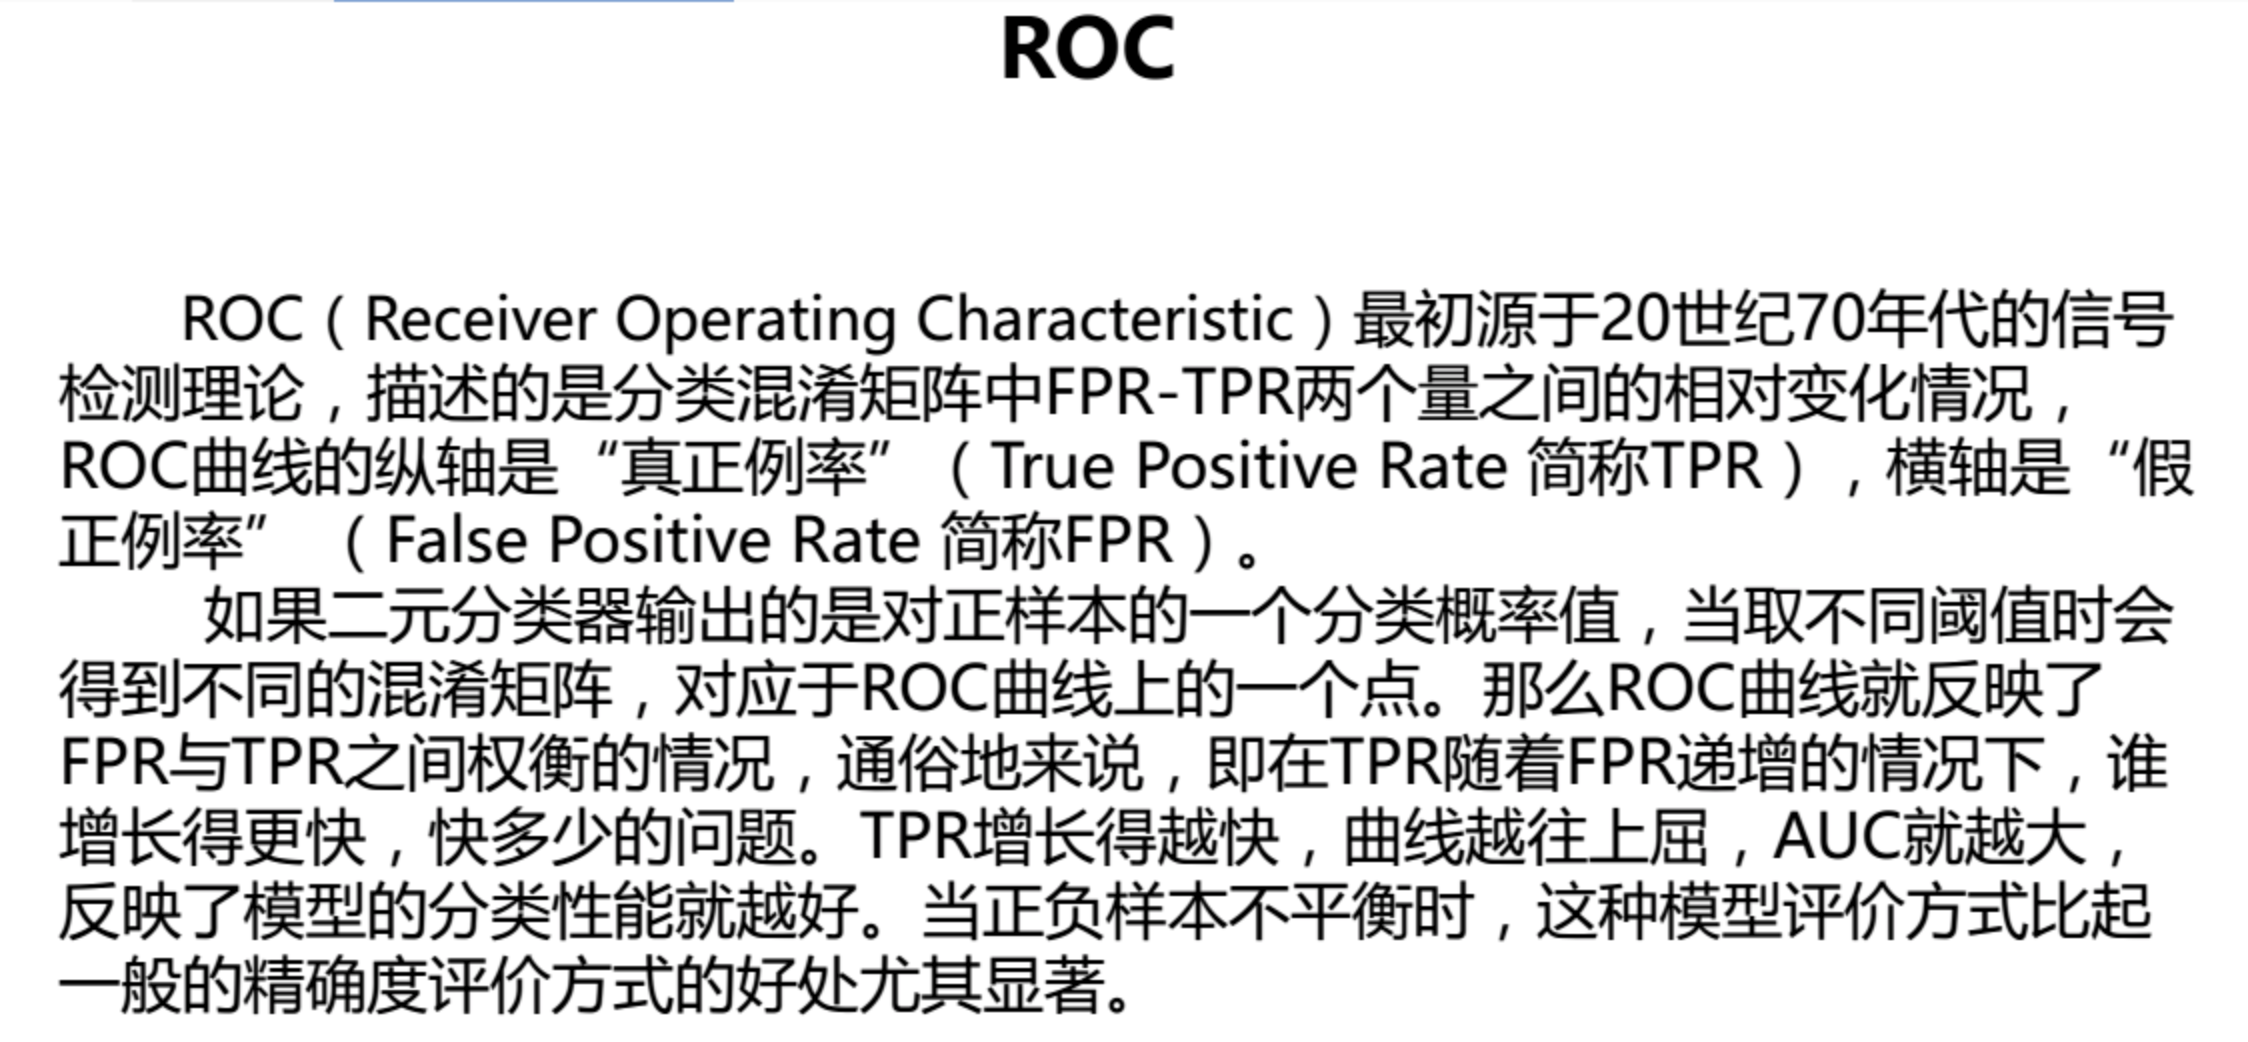 ROC
ROC（Receiver Operating Characteristic）最初源于20世纪70年代的信号
检测理论，描述的是分类混淆矩阵中FPR-TPR两个量之间的相对变化情况，
ROC曲线的纵轴是“真正例率”（True Positive Rate 简称TPR），横轴是“假
正例率”（False Positive Rate 简称FPR）。
如果二元分类器输出的是对正样本的一个分类概率值，当取不同阈值时会
得到不同的混淆矩阵，对应于ROC曲线上的一个点。那么ROC曲线就反映了
FPR与TPR之间权衡的情况，通俗地来说，即在TPR随着FPR递增的情况下，谁
增长得更快，快多少的问题。TPR增长得越快，曲线越往上屈，AUC就越大，
反映了模型的分类性能就越好。当正负样本不平衡时，这种模型评价方式比起
一般的精确度评价方式的好处尤其显著。